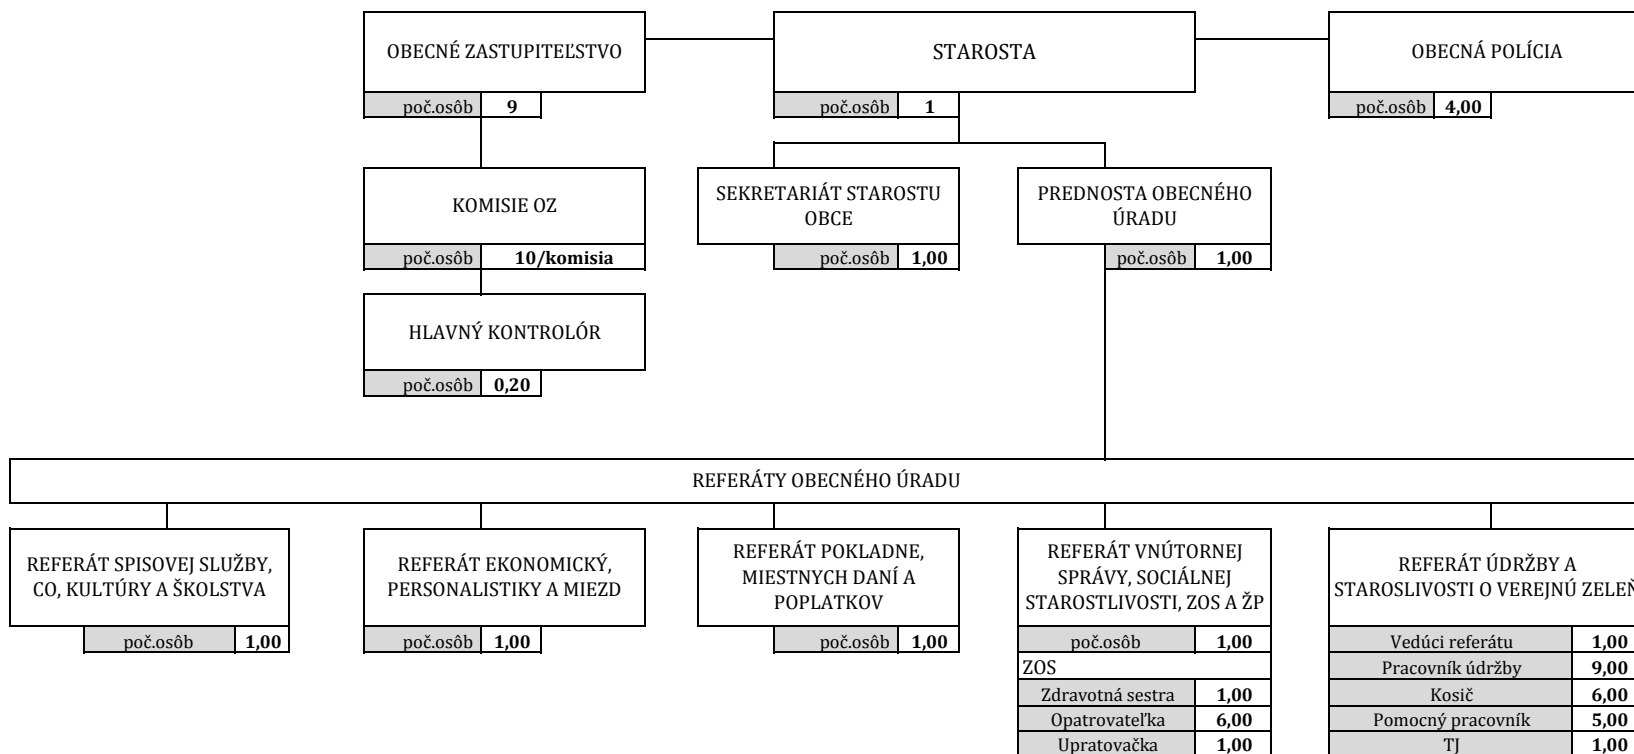 OBECNÉ ZASTUPITEĽSTVO
poč.osôb 9
STAROSTA
poč.osôb 1
OBECNÁ POLÍCIA
poč.osôb 4,00
KOMISIE OZ
poč.osôb 10/komisia
SEKRETARIÁT STAROSTU
OBCE
poč.osôb 1,00
PREDNOSTA OBECNÉHO
ÚRADU
poč.osôb 1,00
HLAVNÝ KONTROLÓR
poč.osôb 0,20
REFERÁTY OBECNÉHO ÚRADU
REFERÁT SPISOVEJ SLUŽBY,
CO, KULTÚRY A ŠKOLSTVA
poč.osôb 1,00
REFERÁT EKONOMICKÝ,
PERSONALISTIKY A MIEZD
poč.osôb 1,00
REFERÁT POKLADNE,
MIESTNYCH DANÍ A
POPLATKOV
poč.osôb 1,00
REFERÁT VNÚTORNEJ
SPRÁVY, SOCIÁLNEJ
STAROSTLIVOSTI, ZOS A ŽP
poč.osôb 1,00
ZOS
Zdravotná sestra 1,00
Opatrovateľka 6,00
Upratovačka 1,00
REFERÁT ÚDRŽBY A
STAROSLIVOSTI O VEREJNÚ ZELEŇ
Vedúci referátu 1,00
Pracovník údržby 9,00
Kosič 6,00
Pomocný pracovník 5,00
TJ 1,00